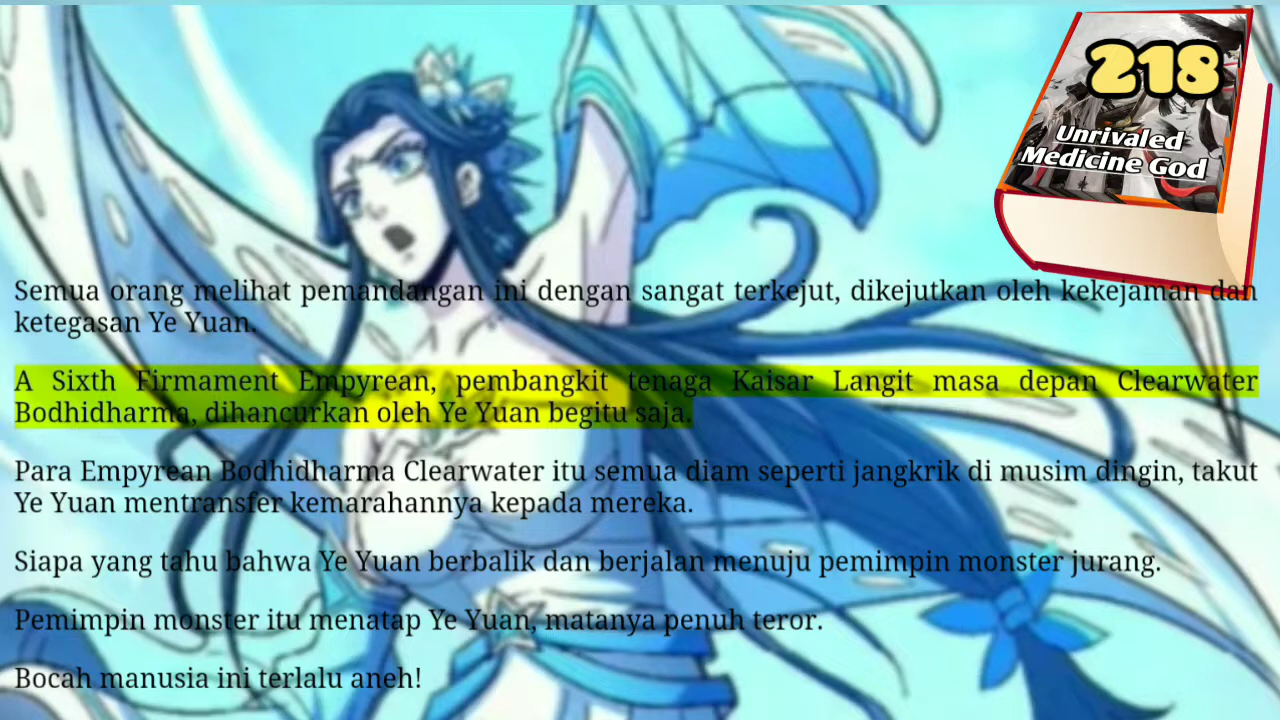 218
Unrivaled
Medicine God
Semua orang melihat pemandangan ini dengan sangat terkejut, dikejutkan oleh kekejaman dan
ketegasan Ye Yuan.
A Sixth Firmament Empyrean, pembangkit tenaga Kaisar Langit masa depan Clearwater
Bodhidharma, dihancurkan oleh Ye Yuan begitu saja.
Para Empyrean Bodhidharma Clearwater itu semua diam seperti jangkrik di musim dingin, takut
Ye Yuan mentransfer kemarahannya kepada mereka.
Siapa yang tahu bahwa Ye Yuan berbalik dan berjalan menuju pemimpin monster jurang.
Pemimpin monster itu menatap Ye Yuan, matanya penuh teror.
Bocah manusia ini terlalu aneh!